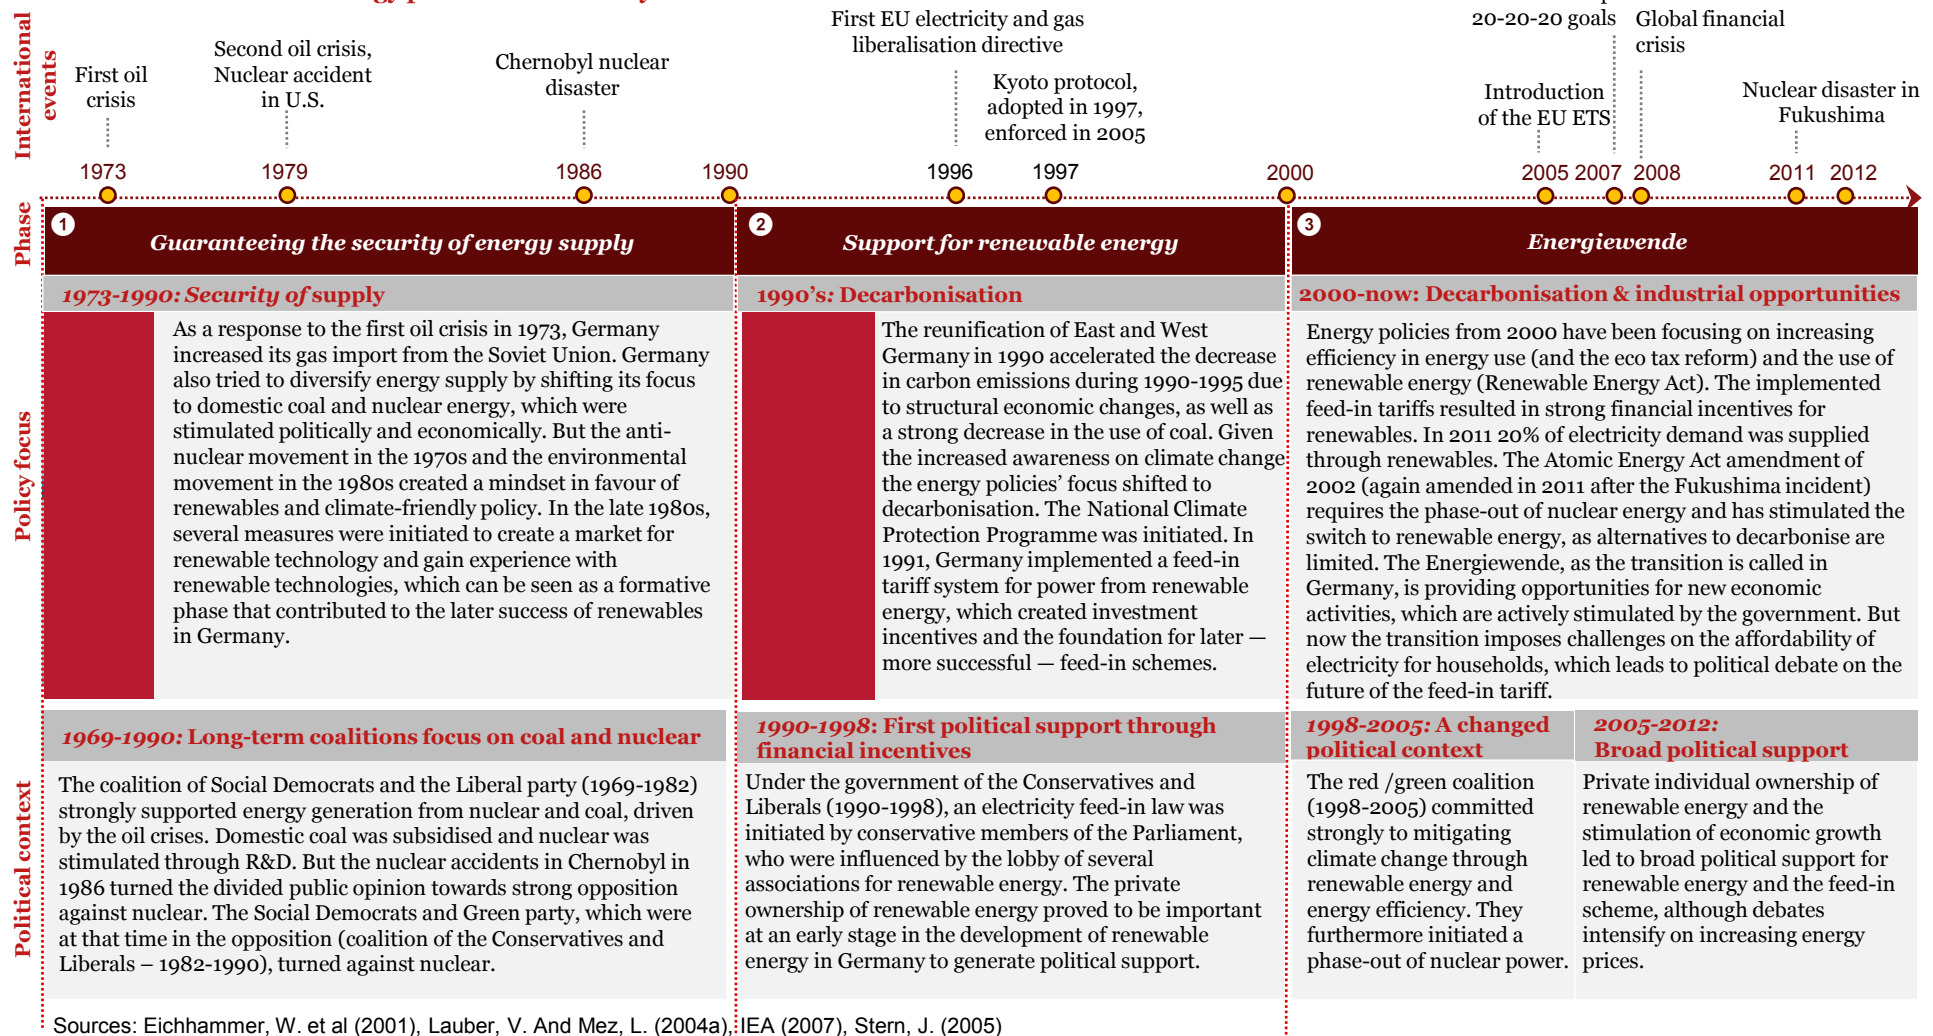 20-20-20 goals
First EU electricity and gas
liberalisation directive
Global financial
crisis
International
events
First oil
crisis
Second oil crisis,
Nuclear accident
in U.S.
Chernobyl nuclear
disaster
Kyoto protocol,
adopted in 1997,
enforced in 2005
Introduction
of the EU ETS
Nuclear disaster in
Fukushima
1973 1979 1986 1990 1996 1997 2000 2005 2007 2008 2011 2012
Phase
1 Guaranteeing the security of energy supply
2 Support for renewable energy
3 Energiewende
Policy focus
1973-1990: Security of supply
As a response to the first oil crisis in 1973, Germany
increased its gas import from the Soviet Union. Germany
also tried to diversify energy supply by shifting its focus
to domestic coal and nuclear energy, which were
stimulated politically and economically. But the anti-
nuclear movement in the 1970s and the environmental
movement in the 1980s created a mindset in favour of
renewables and climate-friendly policy. In the late 1980s,
several measures were initiated to create a market for
renewable technology and gain experience with
renewable technologies, which can be seen as a formative
phase that contributed to the later success of renewables
in Germany.
1990's: Decarbonisation
The reunification of East and West
Germany in 1990 accelerated the decrease
in carbon emissions during 1990-1995 due
to structural economic changes, as well as
a strong decrease in the use of coal. Given
the increased awareness on climate change
the energy policies' focus shifted to
decarbonisation. The National Climate
Protection Programme was initiated. In
1991, Germany implemented a feed-in
tariff system for power from renewable
energy, which created investment
incentives and the foundation for later —
more successful — feed-in schemes.
2000-now: Decarbonisation & industrial opportunities
Energy policies from 2000 have been focusing on increasing
efficiency in energy use (and the eco tax reform) and the use of
renewable energy (Renewable Energy Act). The implemented
feed-in tariffs resulted in strong financial incentives for
renewables. In 2011 20% of electricity demand was supplied
through renewables. The Atomic Energy Act amendment of
2002 (again amended in 2011 after the Fukushima incident)
requires the phase-out of nuclear energy and has stimulated the
switch to renewable energy, as alternatives to decarbonise are
limited. The Energiewende, as the transition is called in
Germany, is providing opportunities for new economic
activities, which are actively stimulated by the government. But
now the transition imposes challenges on the affordability of
electricity for households, which leads to political debate on the
future of the feed-in tariff.
Political context
1969-1990: Long-term coalitions focus on coal and nuclear
The coalition of Social Democrats and the Liberal party (1969-1982)
strongly supported energy generation from nuclear and coal, driven
by the oil crises. Domestic coal was subsidised and nuclear was
stimulated through R&D. But the nuclear accidents in Chernobyl in
1986 turned the divided public opinion towards strong opposition
against nuclear. The Social Democrats and Green party, which were
at that time in the opposition (coalition of the Conservatives and
Liberals – 1982-1990), turned against nuclear.
1990-1998: First political support through
financial incentives
Under the government of the Conservatives and
Liberals (1990-1998), an electricity feed-in law was
initiated by conservative members of the Parliament,
who were influenced by the lobby of several
associations for renewable energy. The private
ownership of renewable energy proved to be important
at an early stage in the development of renewable
energy in Germany to generate political support.
1998-2005: A changed
political context
The red /green coalition
(1998-2005) committed
strongly to mitigating
climate change through
renewable energy and
energy efficiency. They
furthermore initiated a
phase-out of nuclear power.
2005-2012:
Broad political support
Private individual ownership of
renewable energy and the
stimulation of economic growth
led to broad political support for
renewable energy and the feed-in
scheme, although debates
intensify on increasing energy
prices.
Sources: Eichhammer, W. et al (2001), Lauber, V. And Mez, L. (2004a), IEA (2007), Stern, J. (2005)